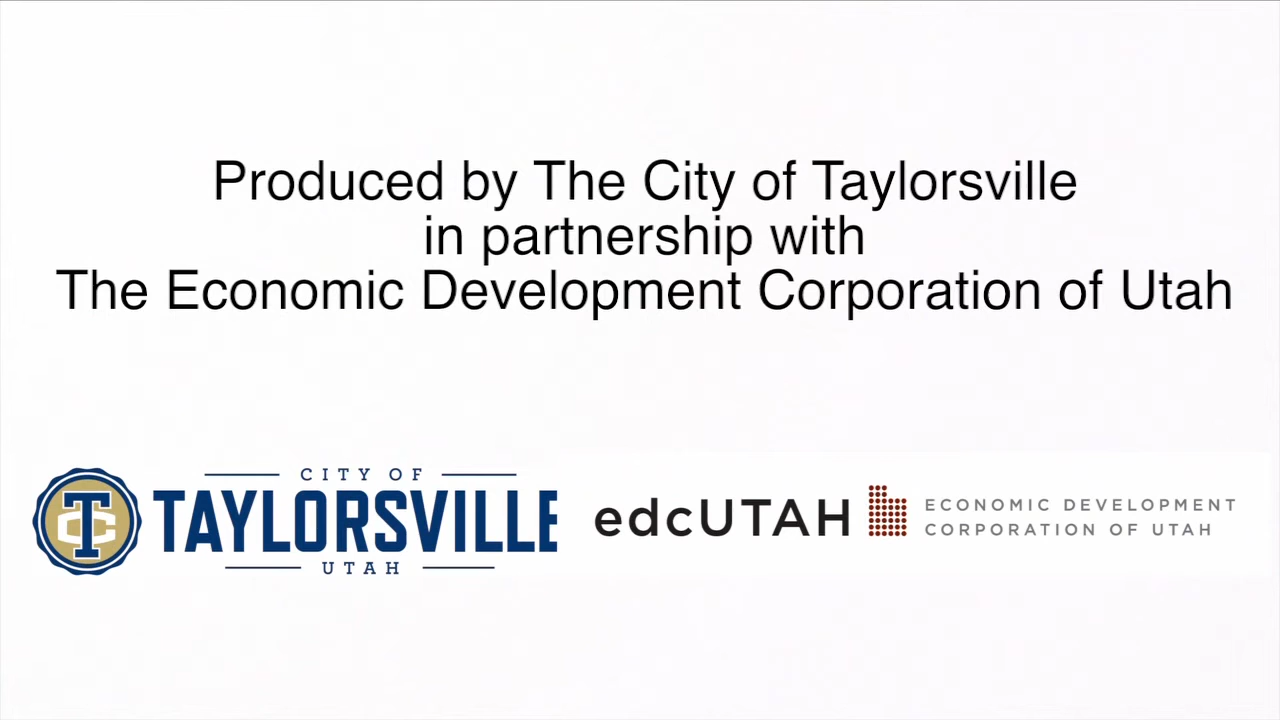 Produced by The City of Taylorsville
in partnership with
The Economic Development Corporation of Utah
CITY OF
TAYLORSVILLE
UTAH
edcUTAH
ECONOMIC DEVELOPMENT
CORPORATION OF UTAH